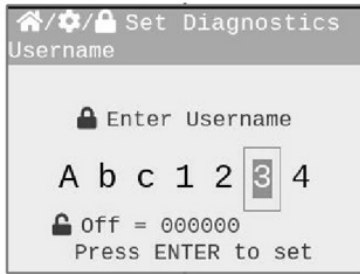 / / Set Diagnostics
Username
Enter Username
A b c 1 2 3 4
Off = 000000
Press ENTER to set